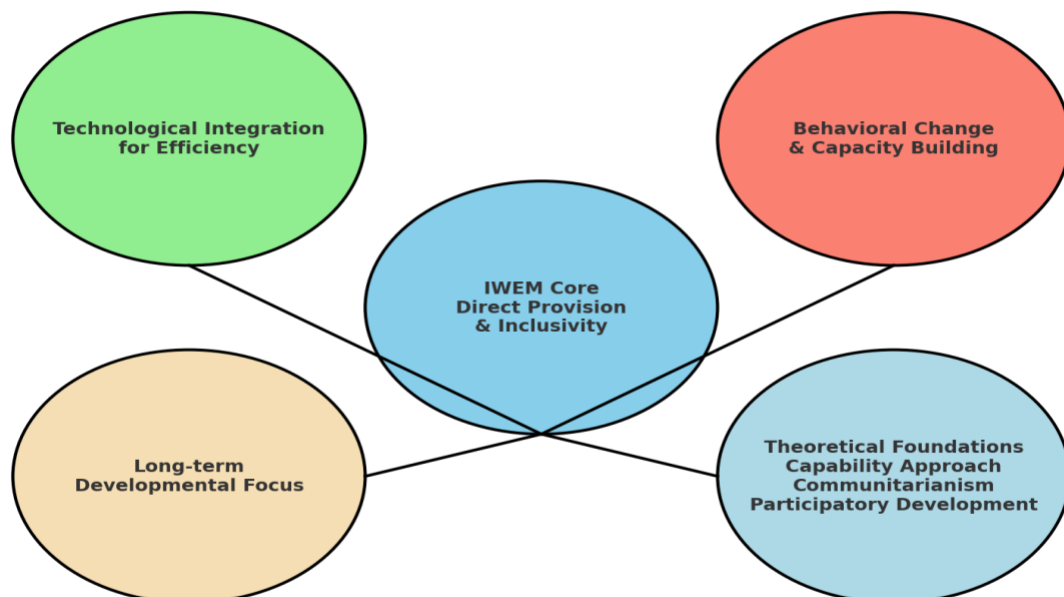 Technological Integration
for Efficiency
Behavioral Change
& Capacity Building
IWEM Core
Direct Provision
& Inclusivity
Long-term
Developmental Focus
Theoretical Foundations
Capability Approach
Communitarianism
Participatory Development